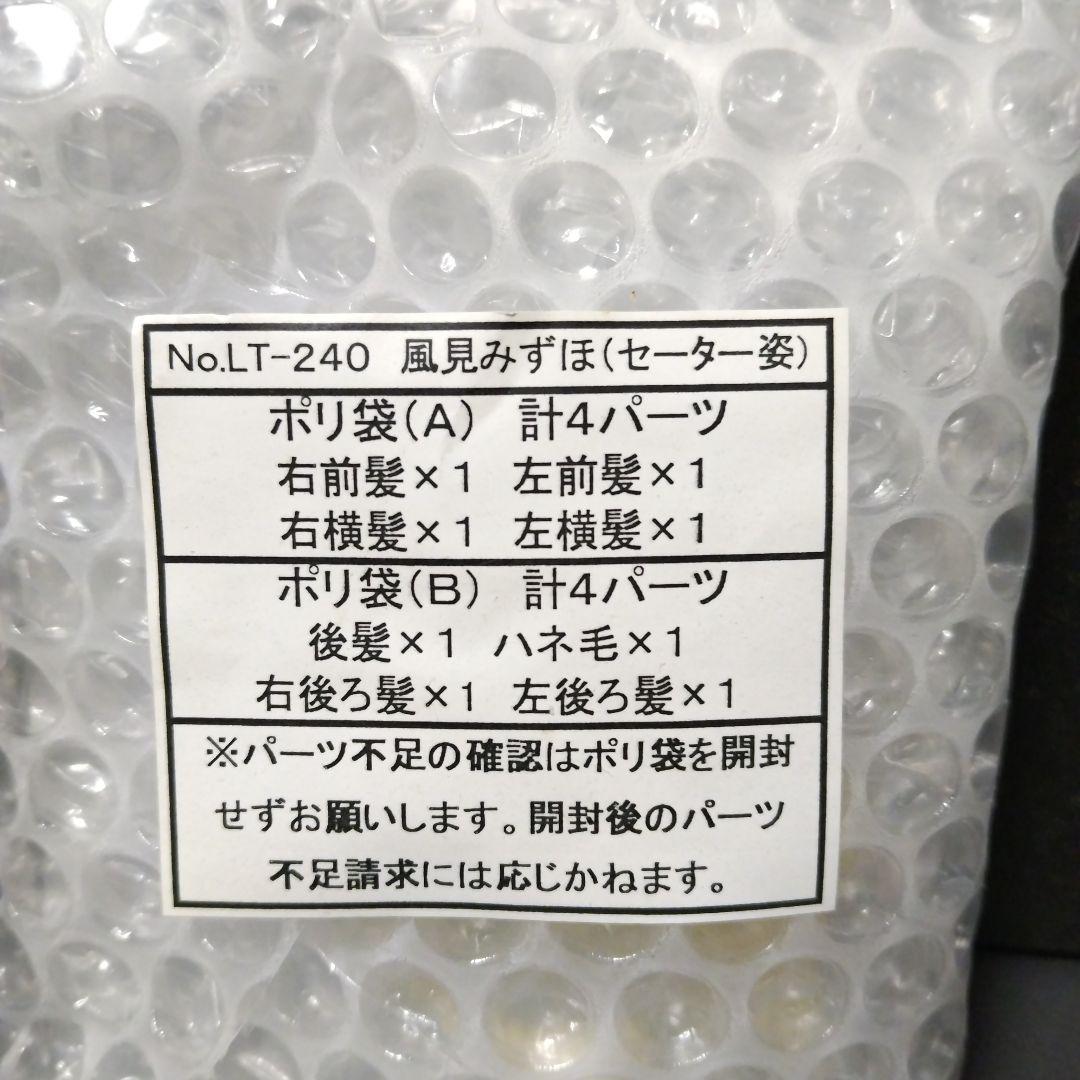 No.LT-240 風見みずほ(セーター姿)
ポリ袋(A) 計4パーツ
右前髪×1 左前髪×1
右横髪×1 左横髪×1
ポリ袋(B) 計4パーツ
後髪×1 ハネ毛×1
右後ろ髪×1 左後ろ髪×1
※パーツ不足の確認はポリ袋を開封
せずお願いします。開封後のパーツ
不足請求には応じかねます。